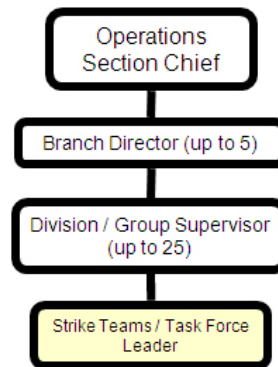 Operations
Section Chief
Branch Director (up to 5)
Division / Group Supervisor
(up to 25)
Strike Teams / Task Force
Leader